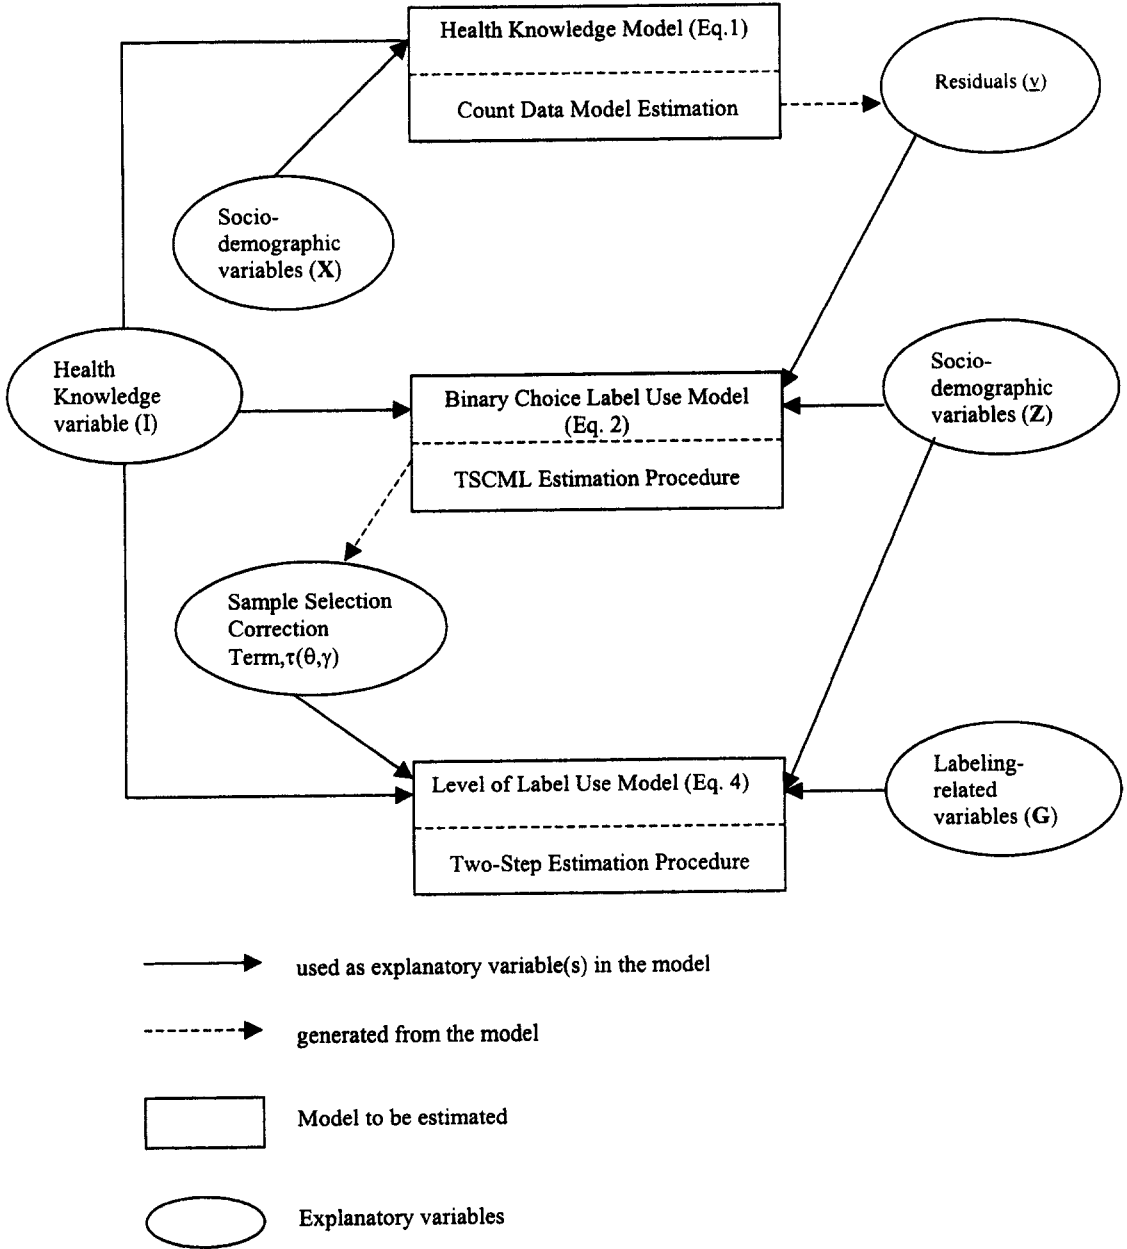 Health Knowledge Model (Eq.1)
Count Data Model Estimation
Residuals (v)
Socio-
demographic
variables (X)
Health
Knowledge
variable (I)
Binary Choice Label Use Model
(Eq. 2)
TSCML Estimation Procedure
Socio-
demographic
variables (Z)
Sample Selection
Correction
Term,τ(θ,γ)
Level of Label Use Model (Eq. 4)
Two-Step Estimation Procedure
Labeling-
related
variables (G)
used as explanatory variable(s) in the model
generated from the model
Model to be estimated
Explanatory variables